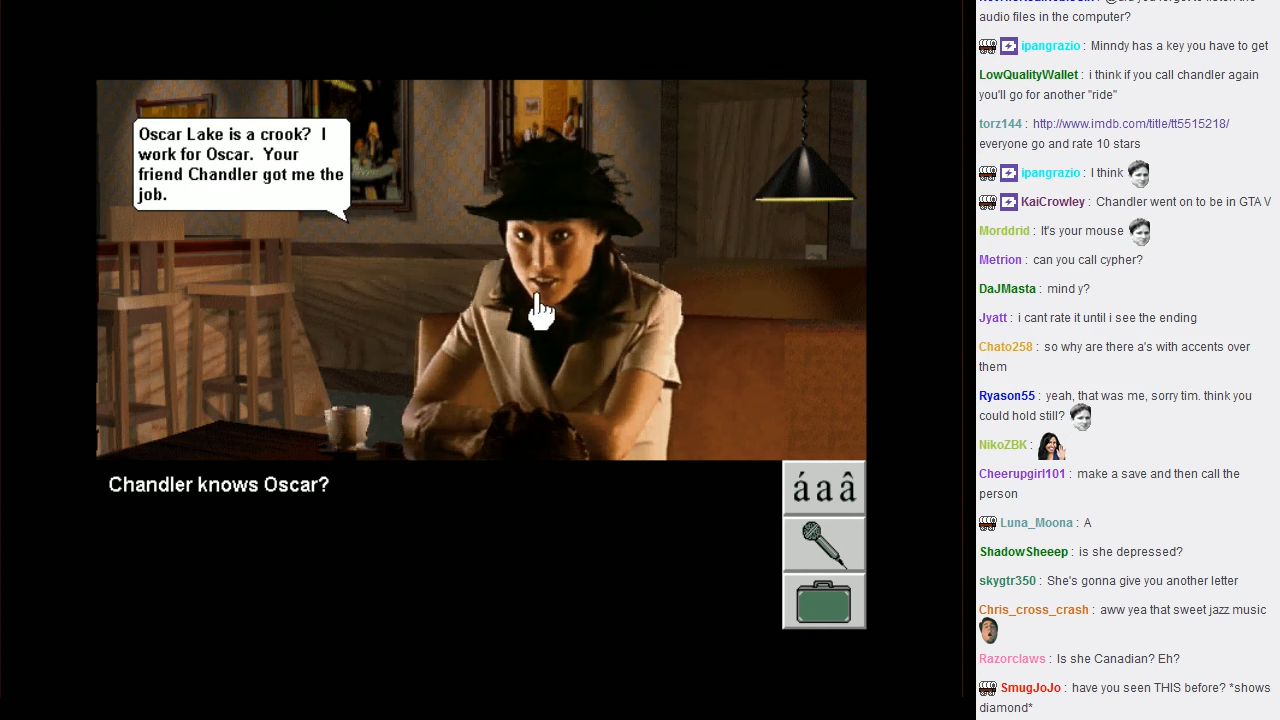 Oscar Lake is a crook? I
work for Oscar. Your
friend Chandler got me the
job.
Chandler knows Oscar?
á a â
audio files in the computer?
ipangrazio : Minndy has a key you have to get
LowQualityWallet : i think if you call chandler again
you'll go for another "ride"
torz144 : http://www.imdb.com/title/tt5515218/
everyone go and rate 10 stars
ipangrazio : I think
KaiCrowley : Chandler went on to be in GTA V
Morddrid : It's your mouse
Metrion : can you call cypher?
DaJMasta : mind y?
Jyatt : i cant rate it until i see the ending
Chato258 : so why are there a's with accents over
them
Ryason55 : yeah, that was me, sorry tim. think you
could hold still?
NikoZBK :
Cheerupgirl101 : make a save and then call the
person
Luna_Moona : A
ShadowSheeep : is she depressed?
skygtr350 : She's gonna give you another letter
Chris_cross_crash : aww yea that sweet jazz music
Razorclaws : Is she Canadian? Eh?
SmugJoJo : have you seen THIS before? *shows
diamond*